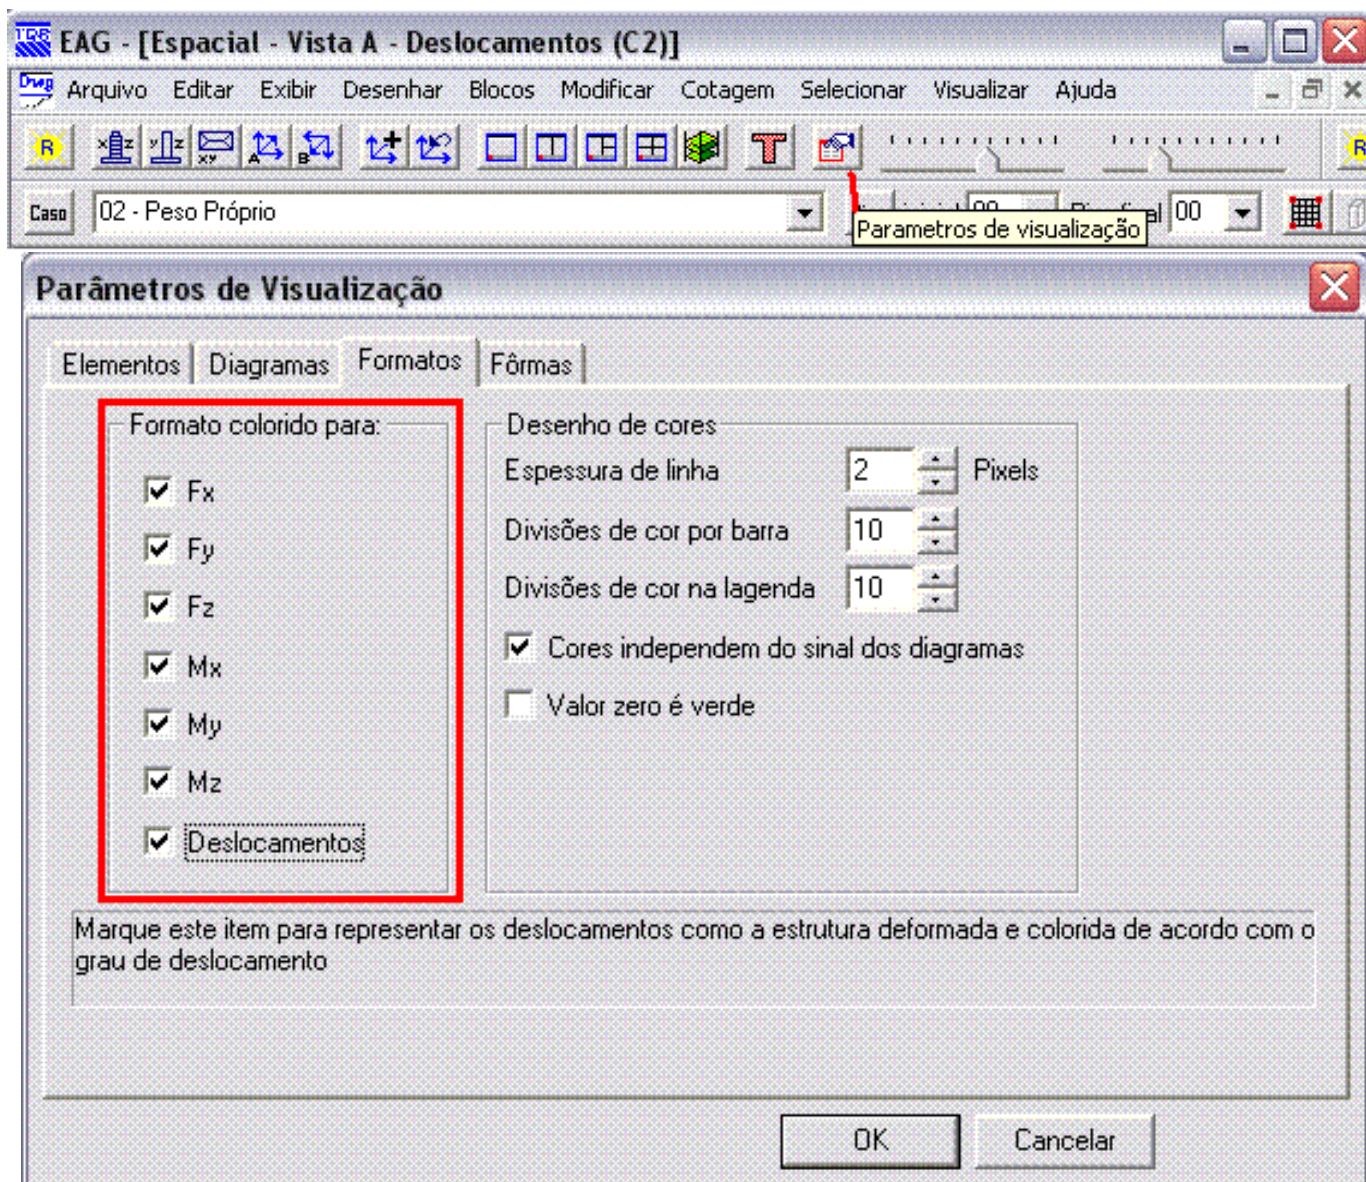 TQS EAG - [Espacial - Vista A - Deslocamentos (C2)]
Dwg Arquivo Editar Exibir Desenhar Blocos Modificar Cotagem Selecionar Visualizar Ajuda
R
Caso 02 - Peso Próprio 00 00
Parametros de visualização
Parâmetros de Visualização
Elementos Diagramas Formatos Fôrmas
Formato colorido para:
Fx
Fy
Fz
Mx
My
Mz
Deslocamentos
Desenho de cores
Espessura de linha 2 Pixels
Divisões de cor por barra 10
Divisões de cor na lagenda 10
Cores independem do sinal dos diagramas
Valor zero é verde
Marque este item para representar os deslocamentos como a estrutura deformada e colorida de acordo com o
grau de deslocamento
OK Cancelar